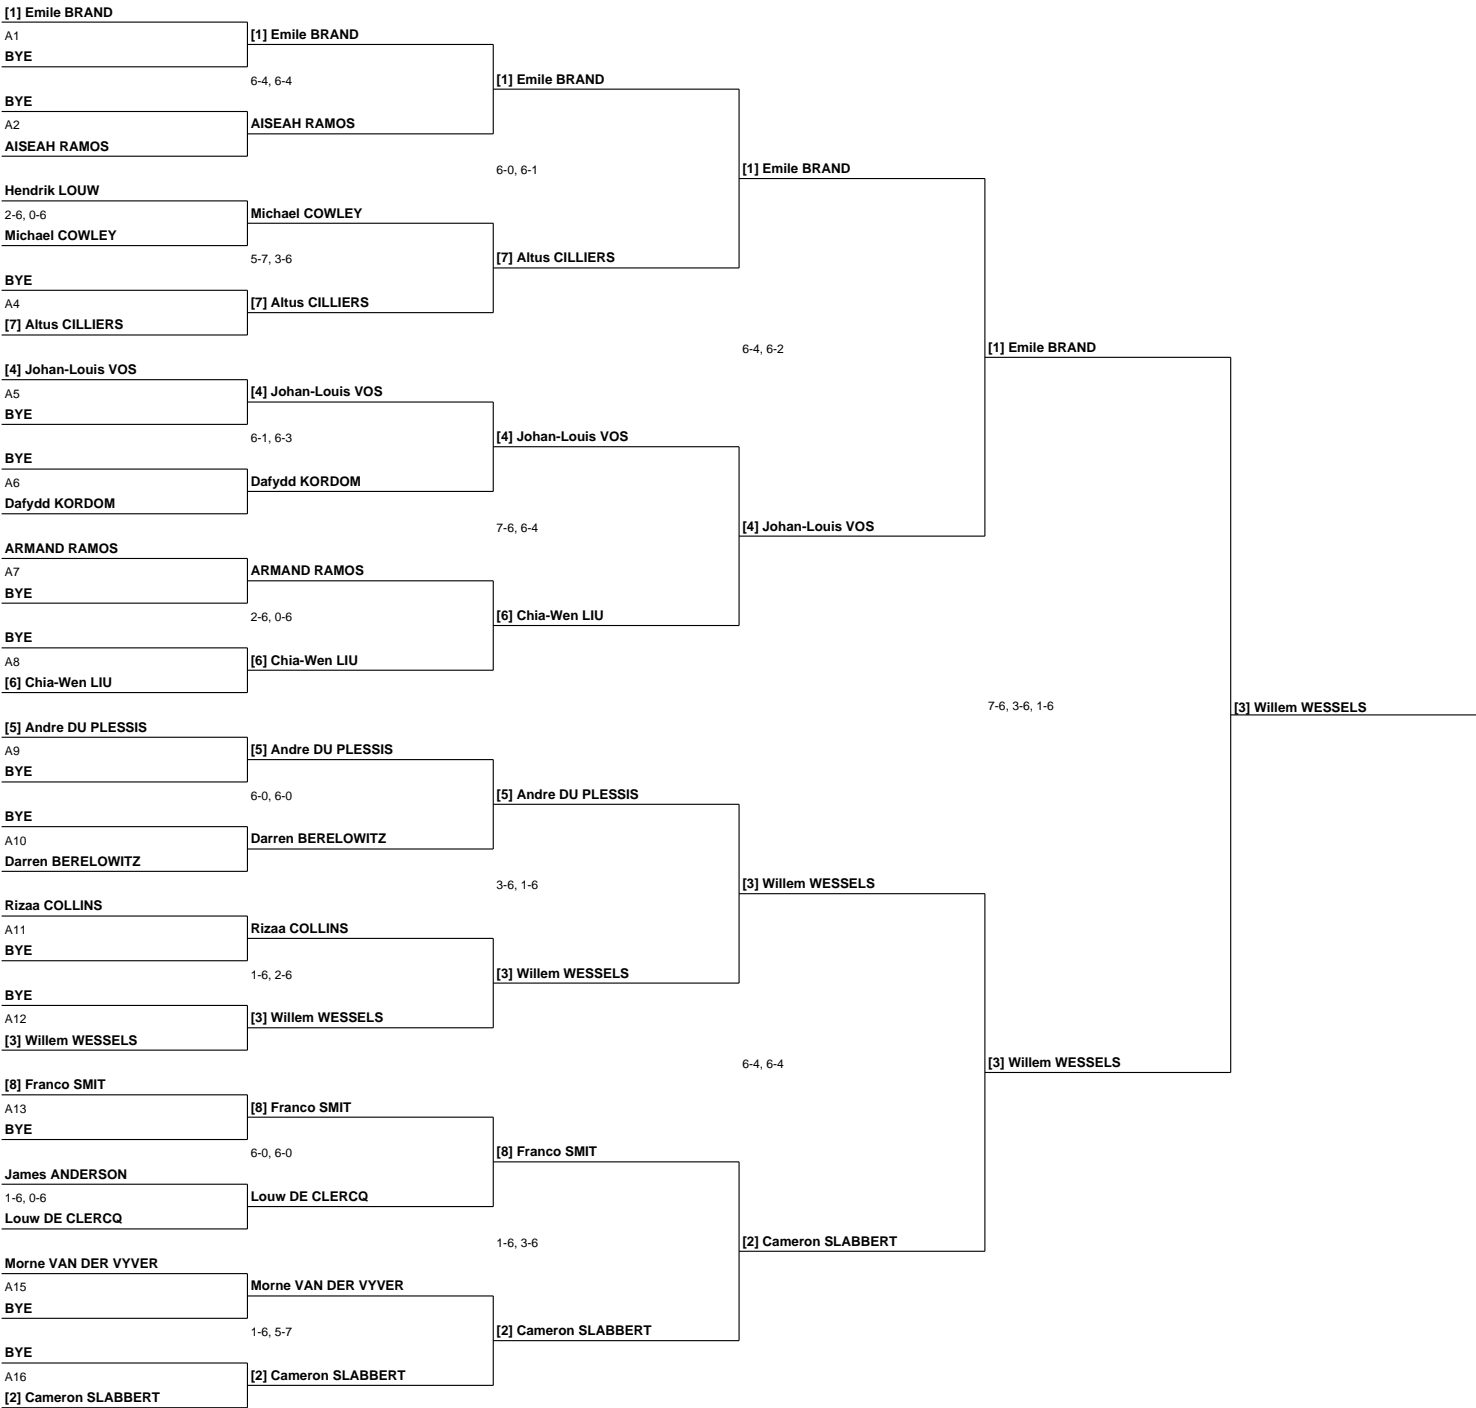 [1] Emile BRAND
A1
BYE
BYE
A2
AISEAH RAMOS
Hendrik LOUW
2-6, 0-6
Michael COWLEY
BYE
A4
[7] Altus CILLIERS
[4] Johan-Louis VOS
A5
BYE
BYE
A6
Dafydd KORDOM
ARMAND RAMOS
A7
BYE
BYE
A8
[6] Chia-Wen LIU
[5] Andre DU PLESSIS
A9
BYE
BYE
A10
Darren BERELOWITZ
Rizaa COLLINS
A11
BYE
BYE
A12
[3] Willem WESSELS
[8] Franco SMIT
A13
BYE
James ANDERSON
1-6, 0-6
Louw DE CLERCQ
Morne VAN DER VYVER
A15
BYE
BYE
A16
[2] Cameron SLABBERT
[1] Emile BRAND
6-4, 6-4
AISEAH RAMOS
Michael COWLEY
5-7, 3-6
[7] Altus CILLIERS
[4] Johan-Louis VOS
6-1, 6-3
Dafydd KORDOM
ARMAND RAMOS
2-6, 0-6
[6] Chia-Wen LIU
[5] Andre DU PLESSIS
6-0, 6-0
Darren BERELOWITZ
Rizaa COLLINS
1-6, 2-6
[3] Willem WESSELS
[8] Franco SMIT
6-0, 6-0
Louw DE CLERCQ
Morne VAN DER VYVER
1-6, 5-7
[2] Cameron SLABBERT
[1] Emile BRAND
6-0, 6-1
[7] Altus CILLIERS
[4] Johan-Louis VOS
7-6, 6-4
[6] Chia-Wen LIU
[5] Andre DU PLESSIS
3-6, 1-6
[3] Willem WESSELS
[8] Franco SMIT
1-6, 3-6
[2] Cameron SLABBERT
[1] Emile BRAND
6-4, 6-2
[4] Johan-Louis VOS
[3] Willem WESSELS
6-4, 6-4
[2] Cameron SLABBERT
[1] Emile BRAND
7-6, 3-6, 1-6
[3] Willem WESSELS
[3] Willem WESSELS